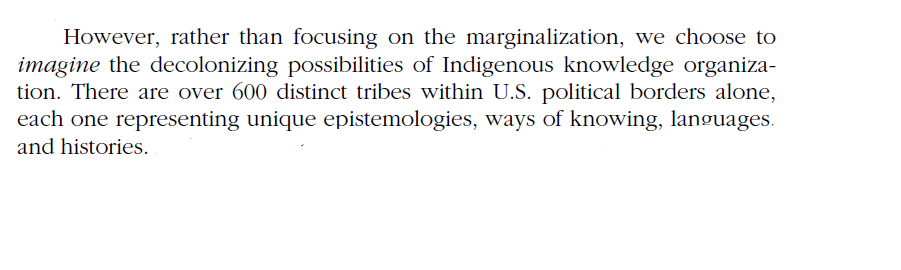 However, rather than focusing on the marginalization, we choose to
imagine the decolonizing possibilities of Indigenous knowledge organiza-
tion. There are over 600 distinct tribes within U.S. political borders alone,
each one representing unique epistemologies, ways of knowing, languages.
and histories.